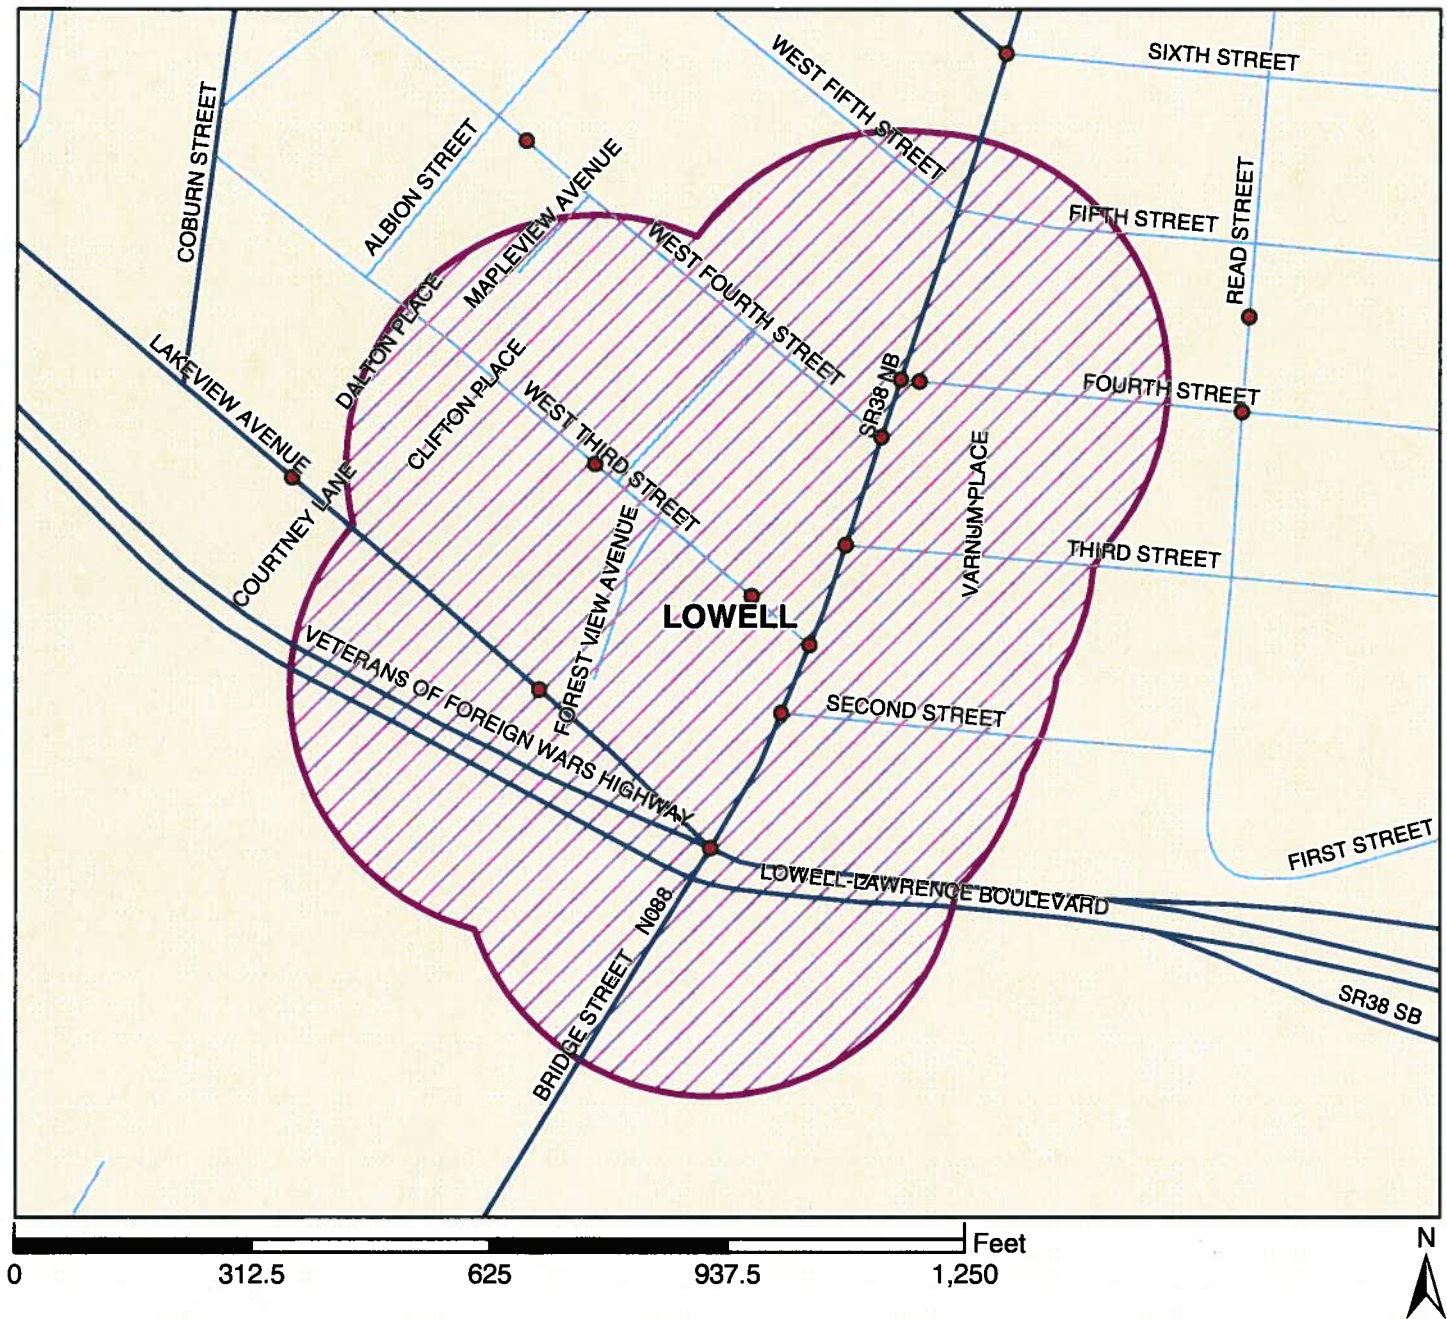 SIXTH STREET
WEST FIFTH STREET
COBURN STREET
ALBION STREET
MAPLEVIEW AVENUE
READ STREET
FIFTH STREET
WEST FOURTH STREET
DALTON PLACE
LAKEVIEW AVENUE
CLIFTON PLACE
SR38 NB
FOURTH STREET
WEST THIRD STREET
VARNUM PLACE
COURTNEY LANE
THIRD STREET
FOREST VIEW AVENUE
LOWELL
VETERANS OF FOREIGN WARS HIGHWAY
SECOND STREET
FIRST STREET
LOWELL-LAWRENCE BOULEVARD
N088
BRIDGE STREET
SR38 SB
Feet
N
0 312.5 625 937.5 1,250